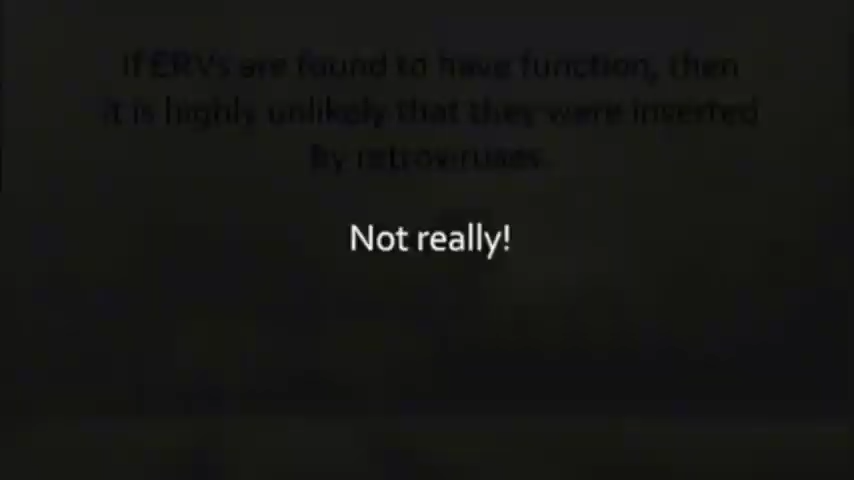 If ERVs are found to have function, then
it is highly unlikely that they were inserted
by retroviruses.
Not really!